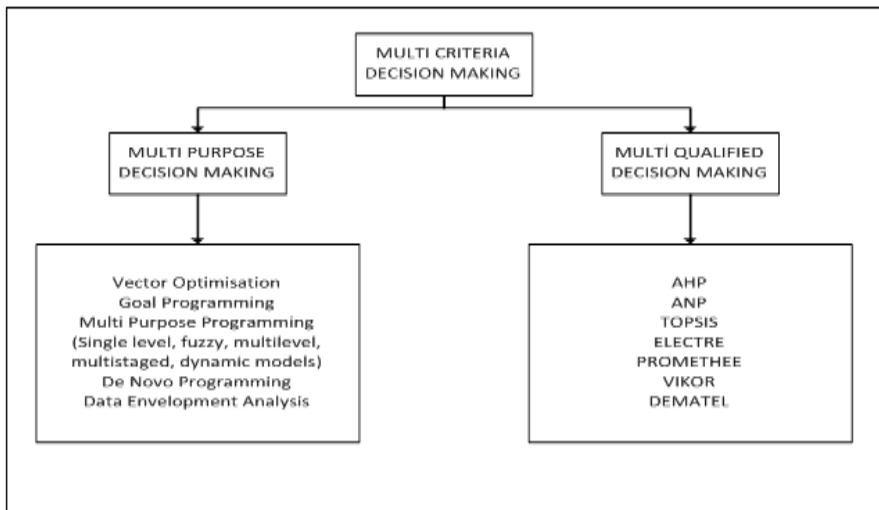 MULTI CRITERIA
DECISION MAKING
MULTI PURPOSE
DECISION MAKING
MULTİ QUALIFIED
DECISION MAKING
Vector Optimisation
Goal Programming
Multi Purpose Programming
(Single level, fuzzy, multilevel,
multistaged, dynamic models)
De Novo Programming
Data Envelopment Analysis
AHP
ANP
TOPSIS
ELECTRE
PROMETHEE
VIKOR
DEMATEL